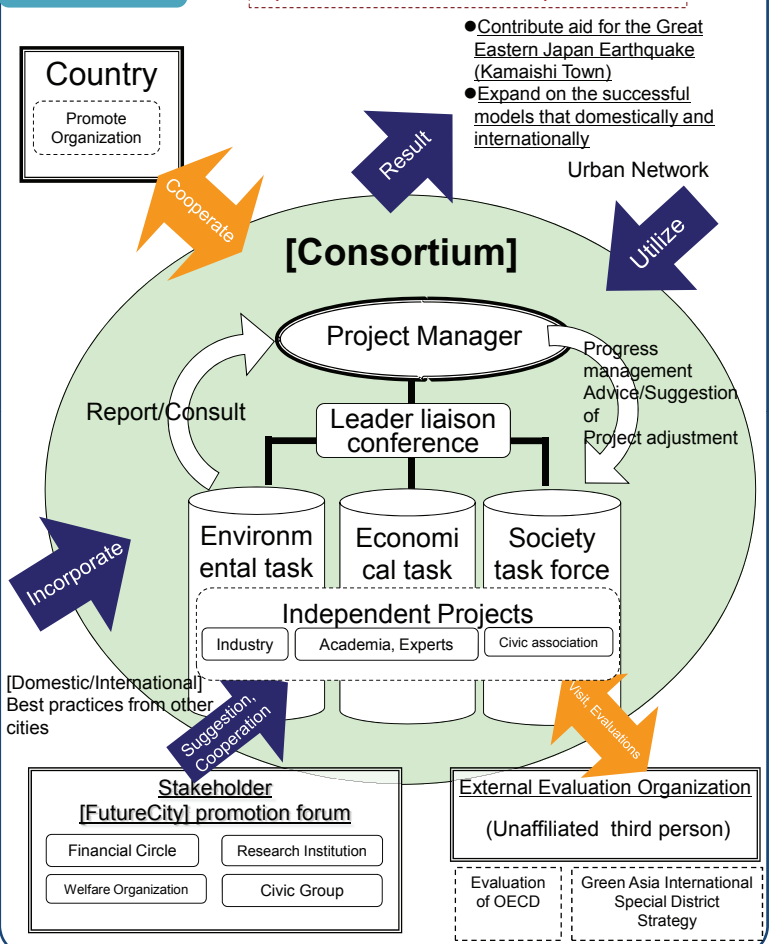 ●Contribute aid for the Great
Eastern Japan Earthquake
(Kamaishi Town)
●Expand on the successful
models that domestically and
internationally
Country
Promote
Organization
Result
Urban Network
Cooperate
Utilize
[Consortium]
Project Manager
Progress
management
Advice/Suggestion
of
Project adjustment
Report/Consult
Leader liaison
conference
Environm
ental task
Economi
cal task
Society
task force
Incorporate
Independent Projects
Industry
Academia, Experts
Civic association
[Domestic/International]
Best practices from other
cities
Suggestion,
Cooperation
Visit, Evaluations
Stakeholder
[FutureCity] promotion forum
Financial Circle
Research Institution
Welfare Organization
Civic Group
External Evaluation Organization
(Unaffiliated third person)
Evaluation
of OECD
Green Asia International
Special District
Strategy